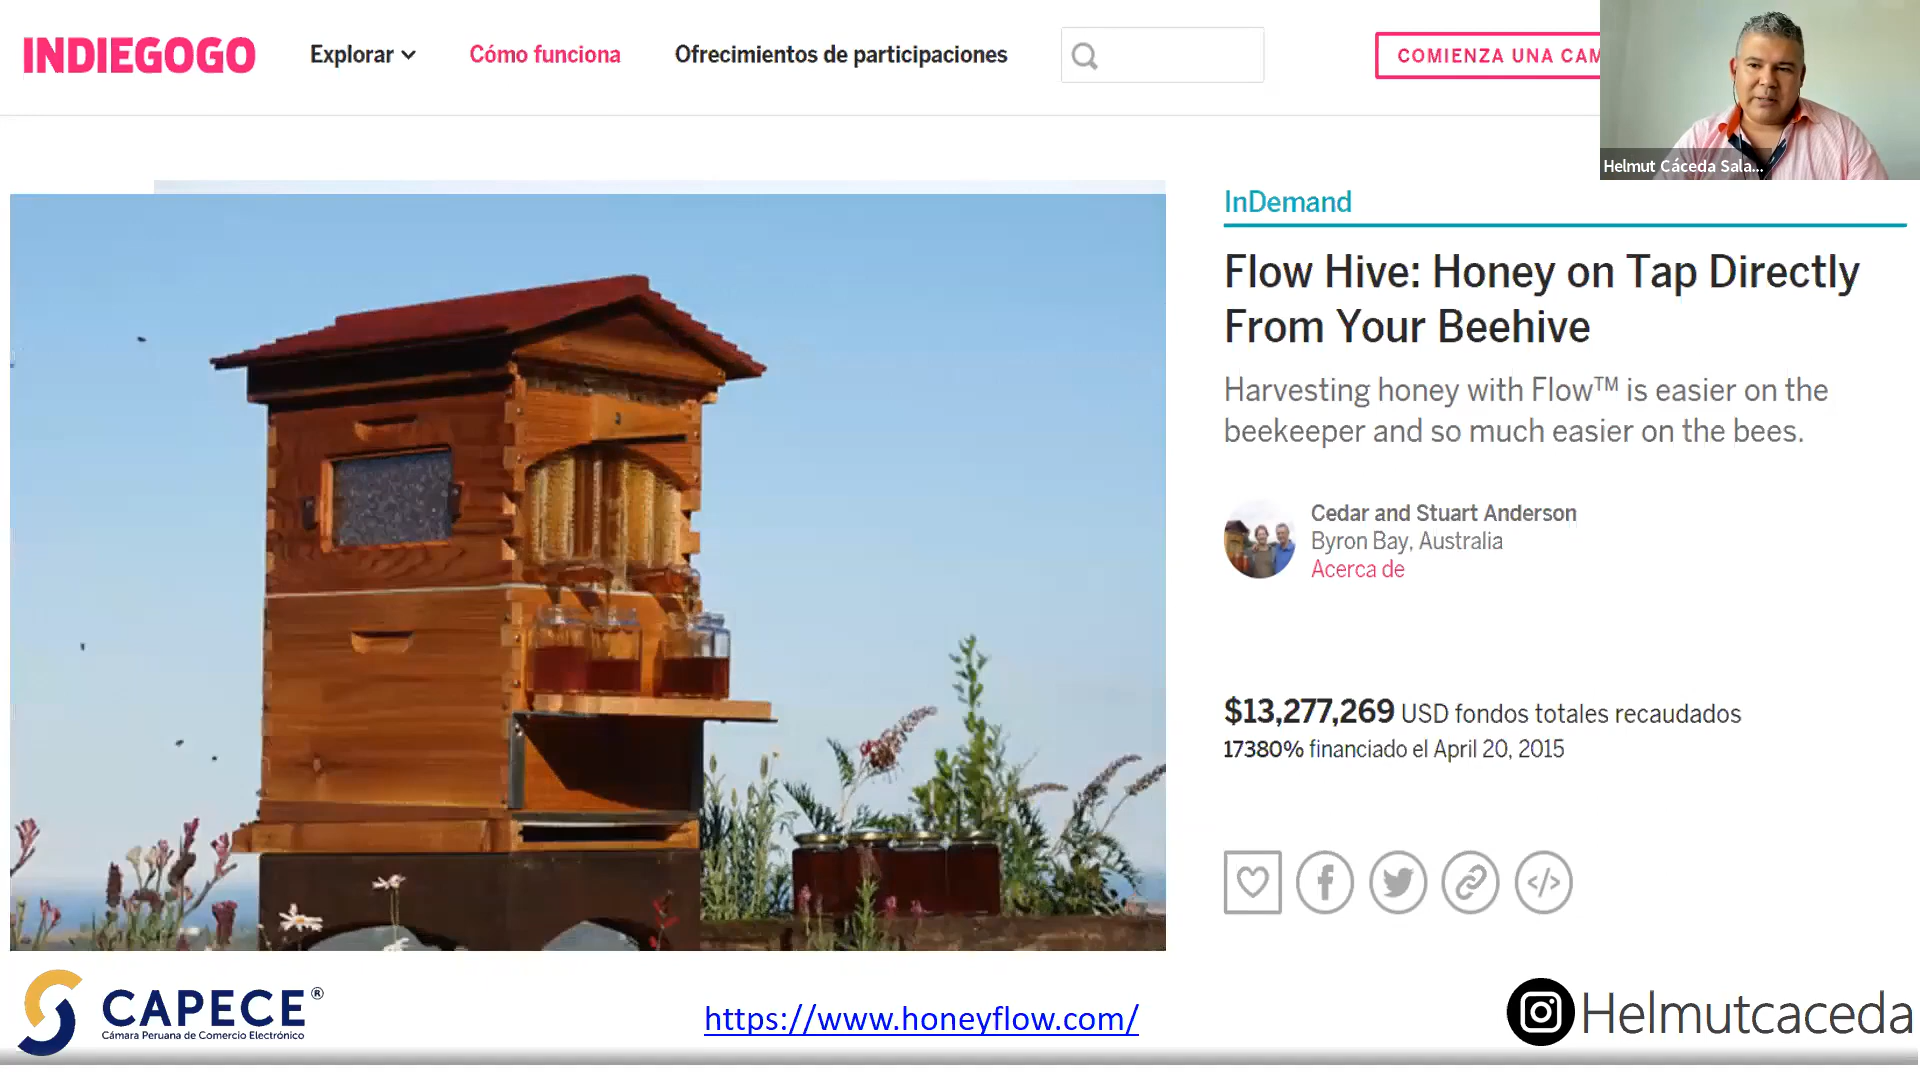 INDIEGOGO
Explorar
Cómo funciona
Ofrecimientos de participaciones
COMIENZA UNA CAM
Helmut Cáceda Sala...
InDemand
Flow Hive: Honey on Tap Directly
From Your Beehive
Harvesting honey with Flow™ is easier on the
beekeeper and so much easier on the bees.
Cedar and Stuart Anderson
Byron Bay, Australia
Acerca de
$13,277,269 USD fondos totales recaudados
17380% financiado el April 20, 2015
CAPECE®
Cámara Peruana de Comercio Electrónico
https://www.honeyflow.com/
Helmutcaceda